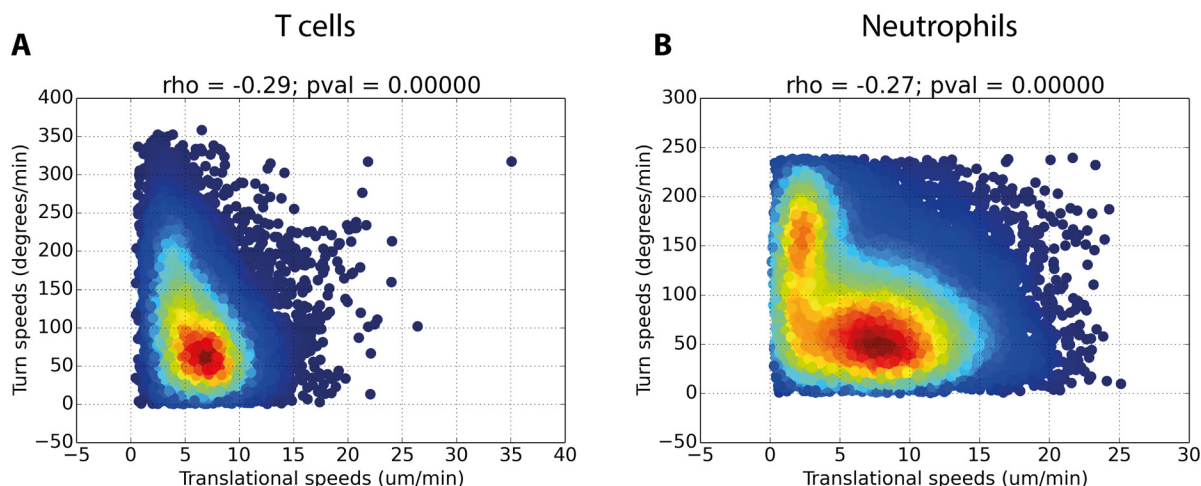 T cells
Neutrophils
A
B
rho = -0.29; pval = 0.00000
rho = -0.27; pval = 0.00000
400
350
300
250
200
150
100
50
0
−50
Turn speeds (degrees/min)
−5 0 5 10 15 20 25 30 35 40
Translational speeds (um/min)
300
250
200
150
100
50
0
−50
Turn speeds (degrees/min)
−5 0 5 10 15 20 25 30
Translational speeds (um/min)